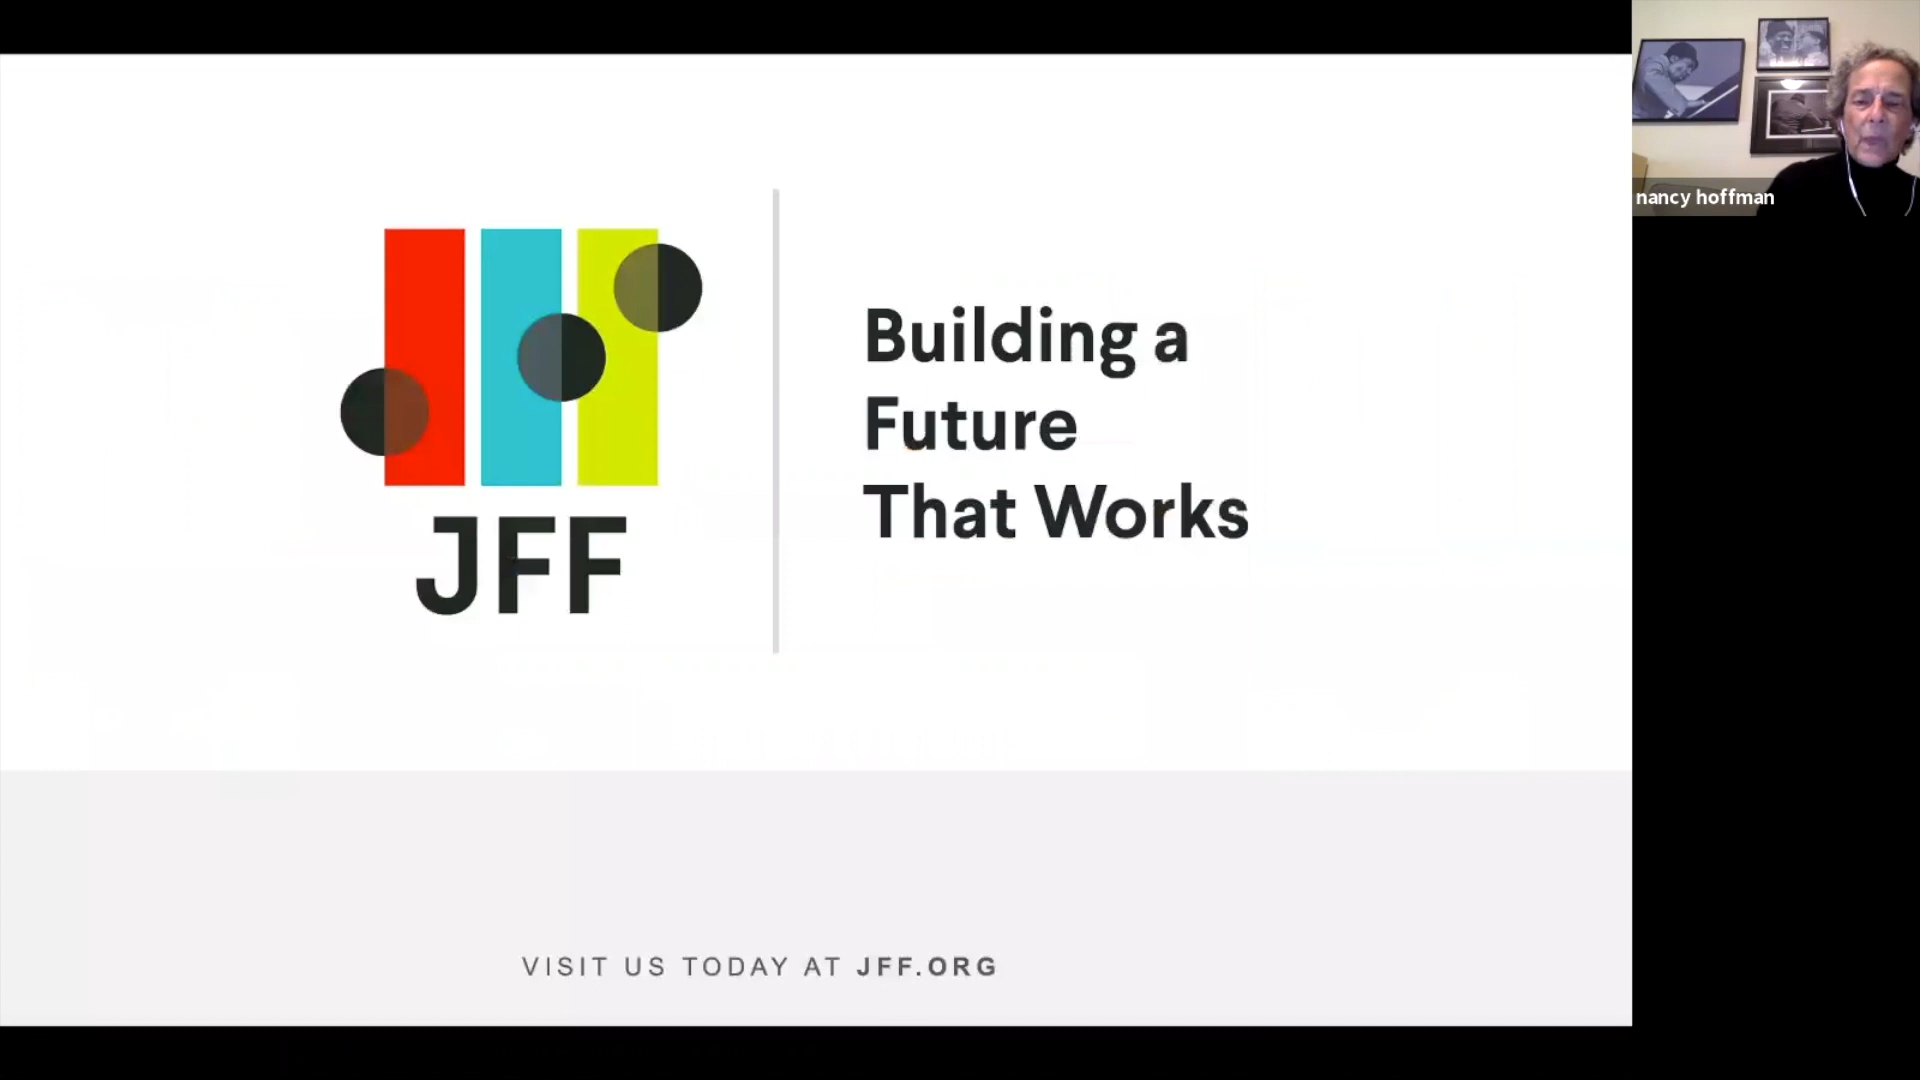 nancy hoffman
Building a
Future
That Works
JFF
VISIT US TODAY AT JFF.ORG